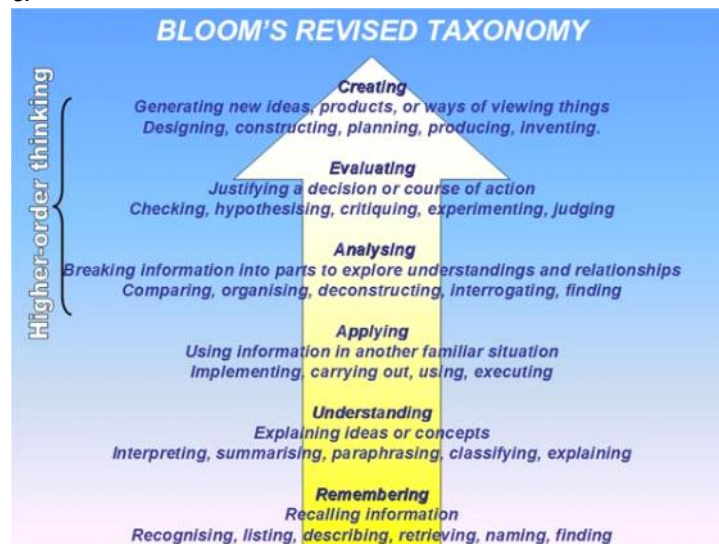 BLOOM'S REVISED TAXONOMY
Higher-order thinking
Creating
Generating new ideas, products, or ways of viewing things
Designing, constructing, planning, producing, inventing.
Evaluating
Justifying a decision or course of action
Checking, hypothesising, critiquing, experimenting, judging
Analysing
Breaking information into parts to explore understandings and relationships
Comparing, organising, deconstructing, interrogating, finding
Applying
Using information in another familiar situation
Implementing, carrying out, using, executing
Understanding
Explaining ideas or concepts
Interpreting, summarising, paraphrasing, classifying, explaining
Remembering
Recalling information
Recognising, listing, describing, retrieving, naming, finding